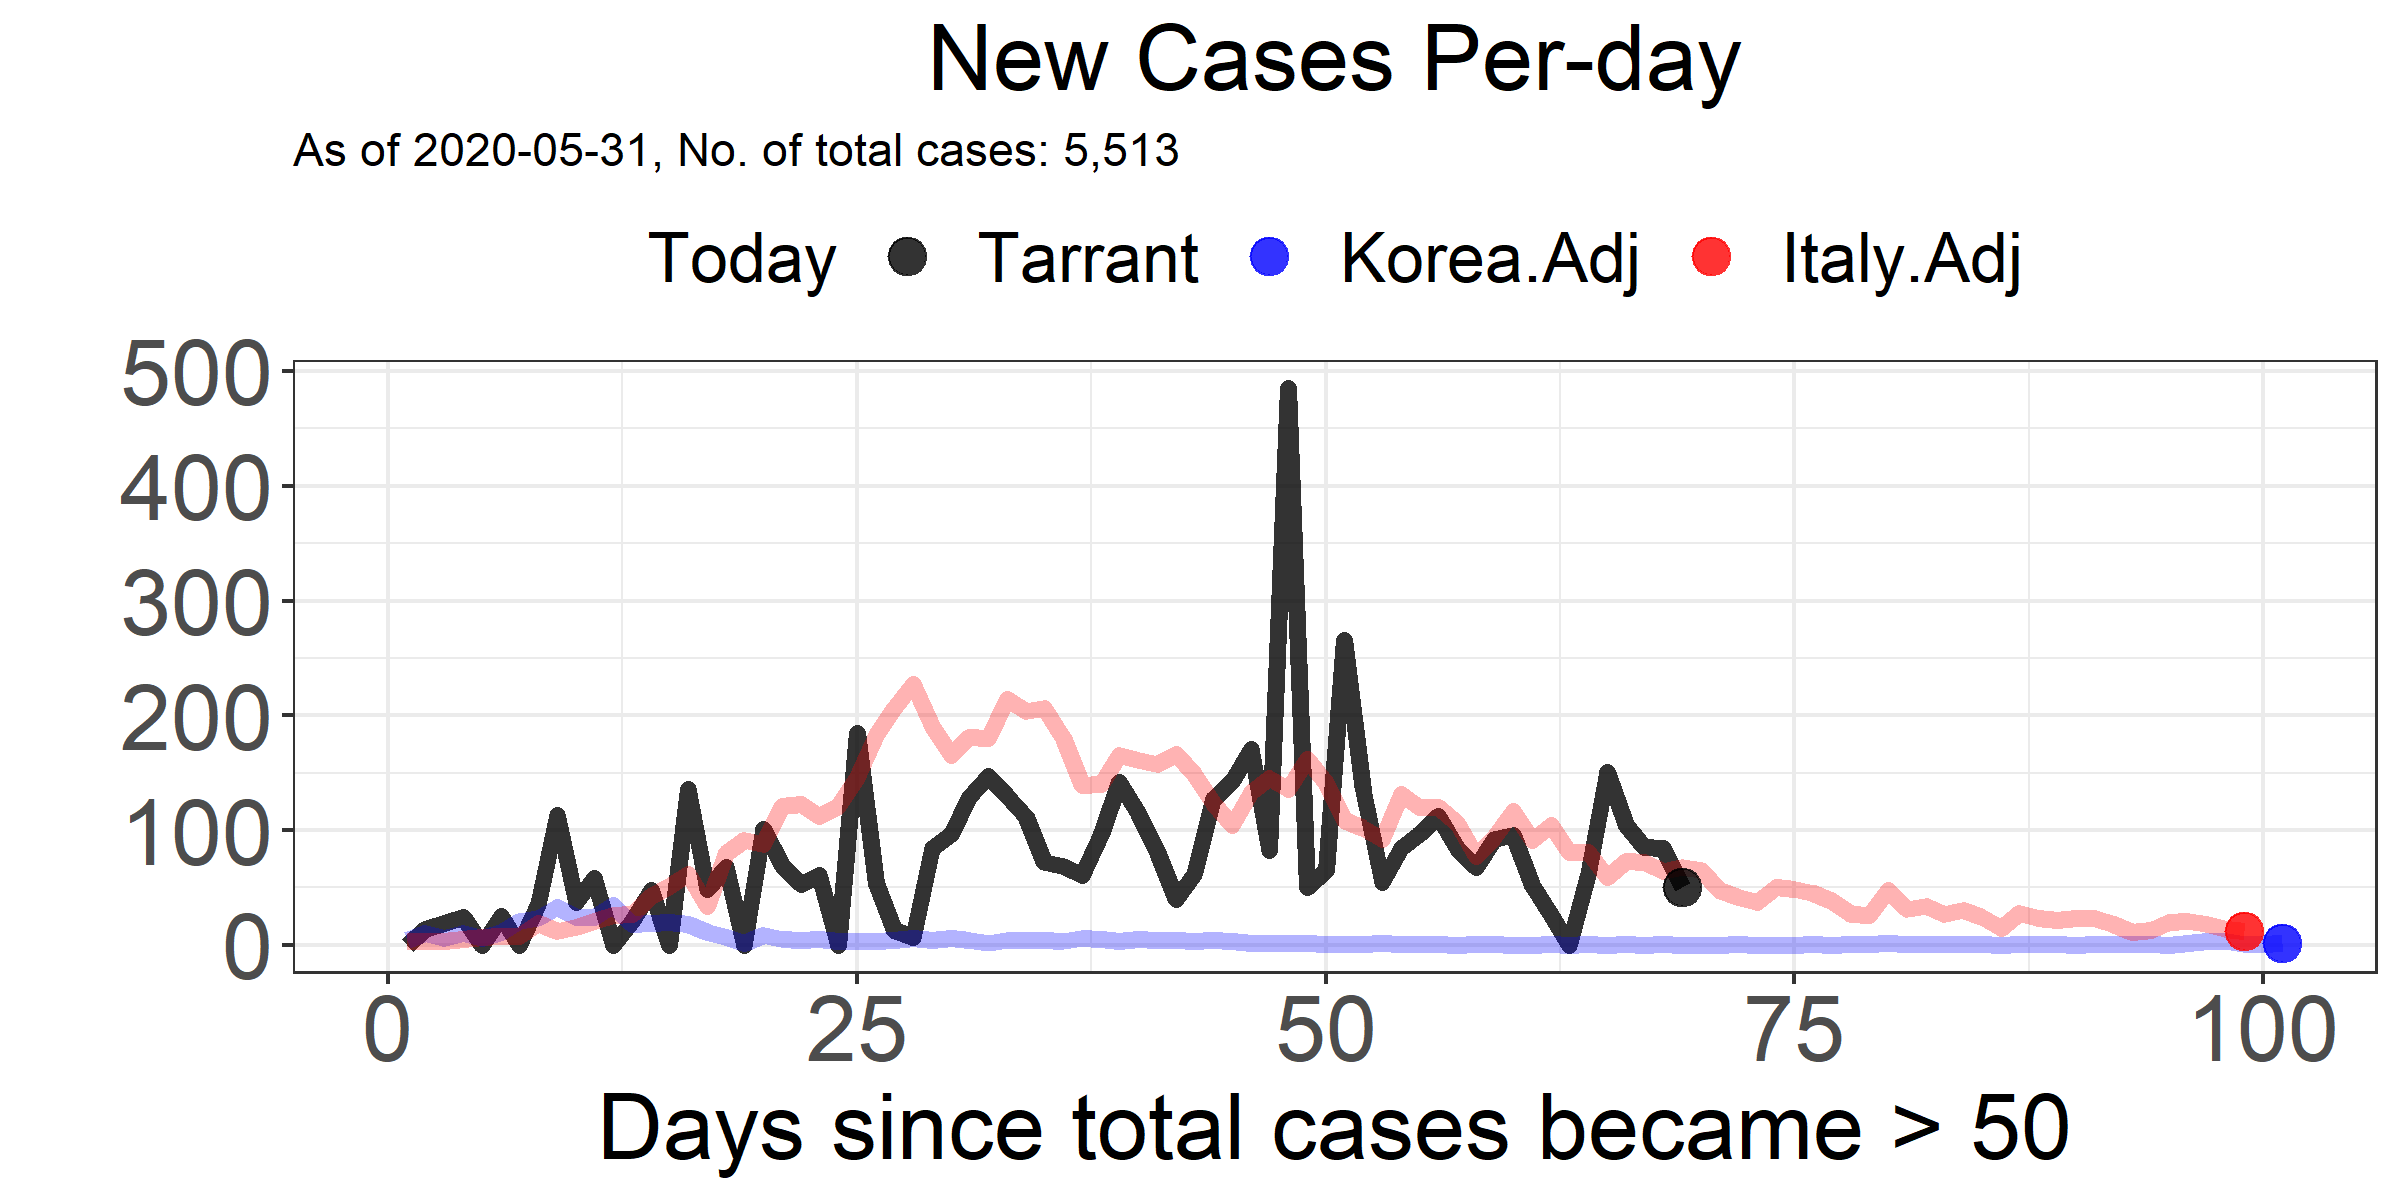 New Cases Per-day
As of 2020-05-31, No. of total cases: 5,513
Today Tarrant Korea.Adj Italy.Adj
500
400
300
200
100
0
0 25 50 75 100
Days since total cases became > 50